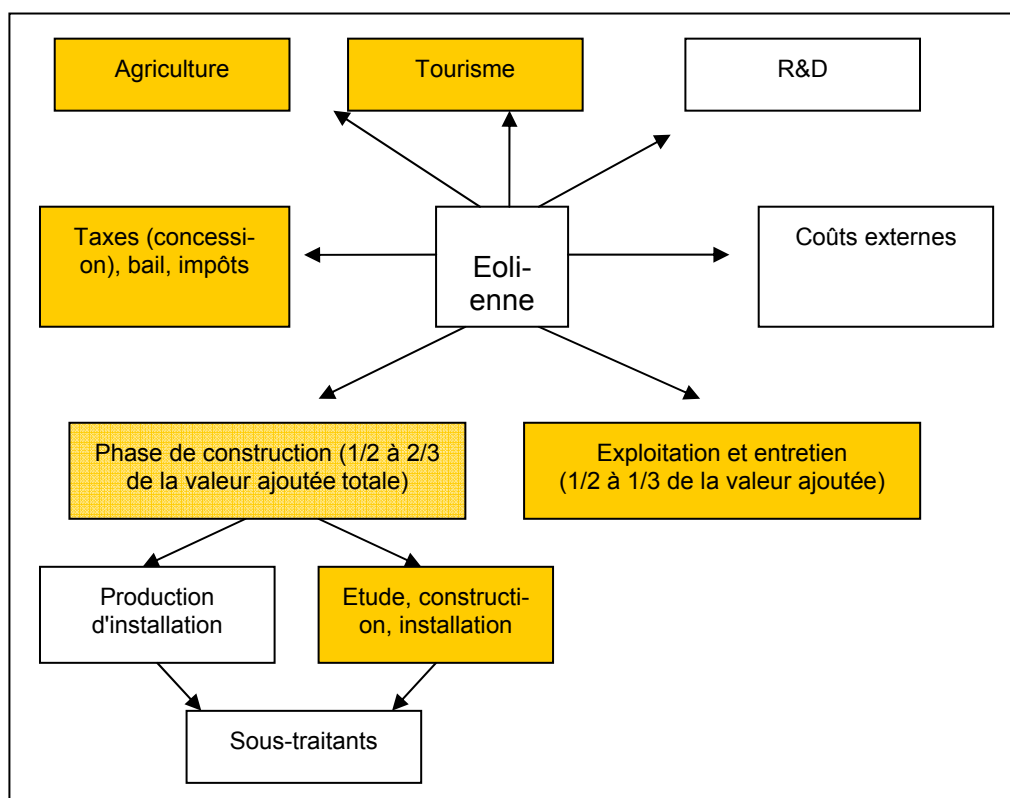 Agriculture
Tourisme
R&D
Taxes (concessi-
on), bail, impôts
Eoli-
enne
Coûts externes
Phase de construction (1/2 à 2/3
de la valeur ajoutée totale)
Exploitation et entretien
(1/2 à 1/3 de la valeur ajoutée)
Production
d'installation
Etude, constructi-
on, installation
Sous-traitants